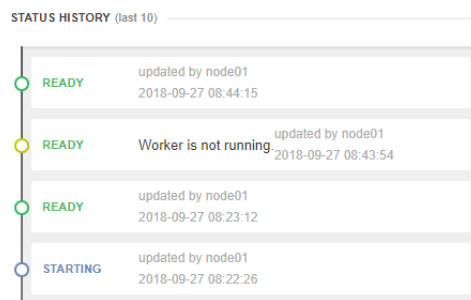 STATUS HISTORY (last 10)
READY
updated by node01
2018-09-27 08:44:15
READY
Worker is not running.
updated by node01
2018-09-27 08:43:54
READY
updated by node01
2018-09-27 08:23:12
STARTING
updated by node01
2018-09-27 08:22:26